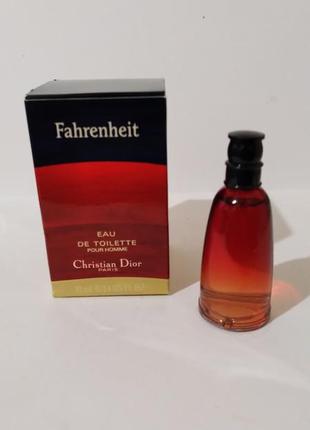 Fahrenheit
EAU
DE TOILETTE
POUR HOMME
Christian Dior
PARIS